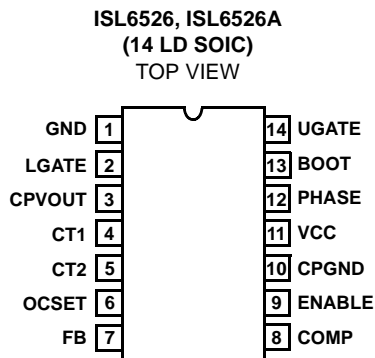 ISL6526, ISL6526A
(14 LD SOIC)
TOP VIEW
GND 1 14 UGATE
LGATE 2 13 BOOT
CPVOUT 3 12 PHASE
CT1 4 11 VCC
CT2 5 10 CPGND
OCSET 6 9 ENABLE
FB 7 8 COMP